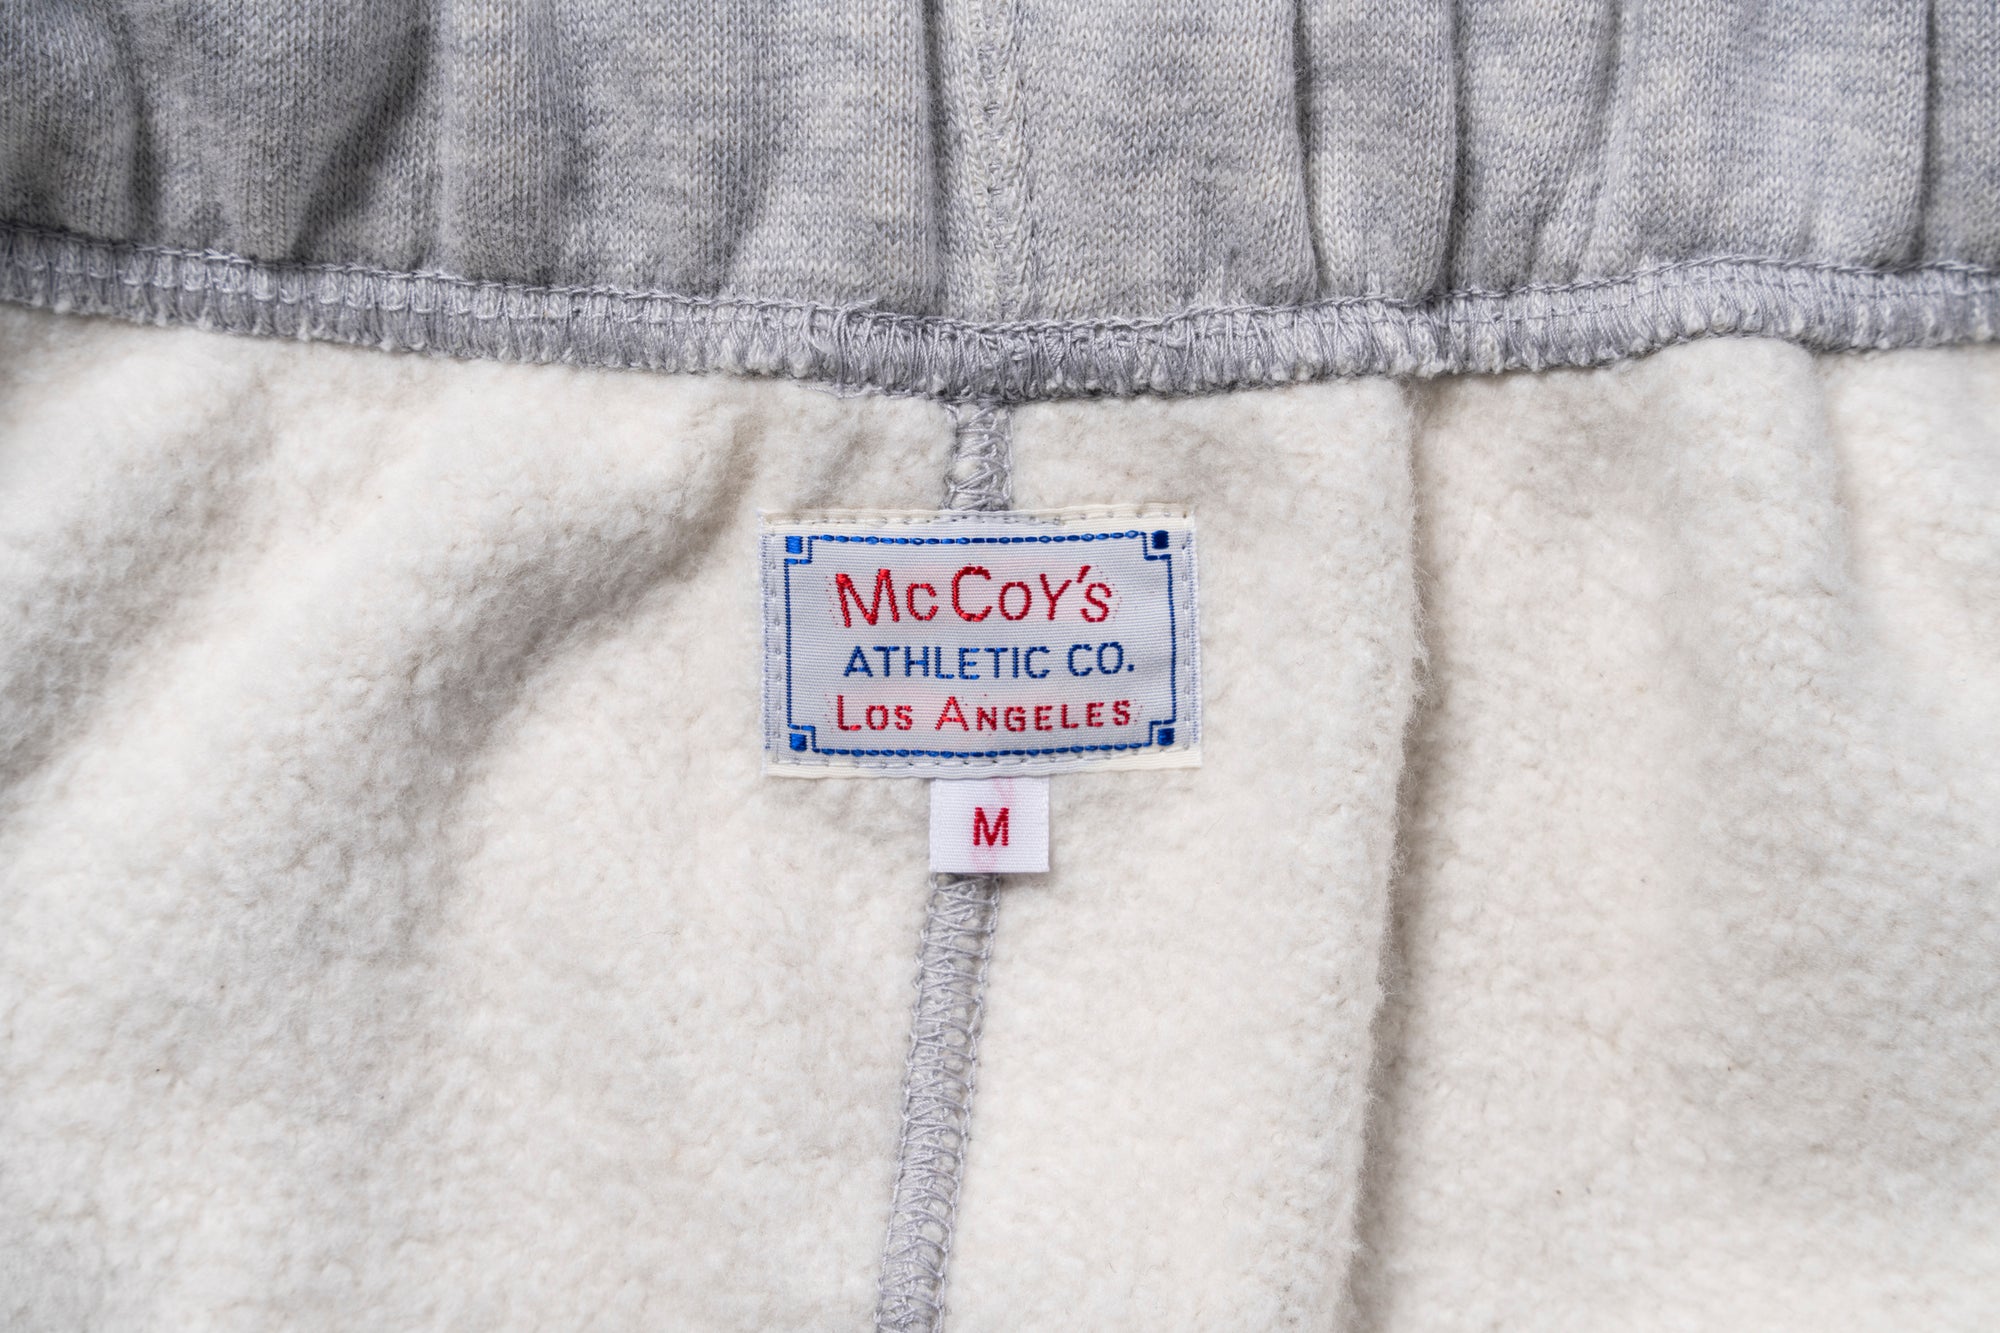 McCoy's
ATHLETIC CO.
Los Angeles
M